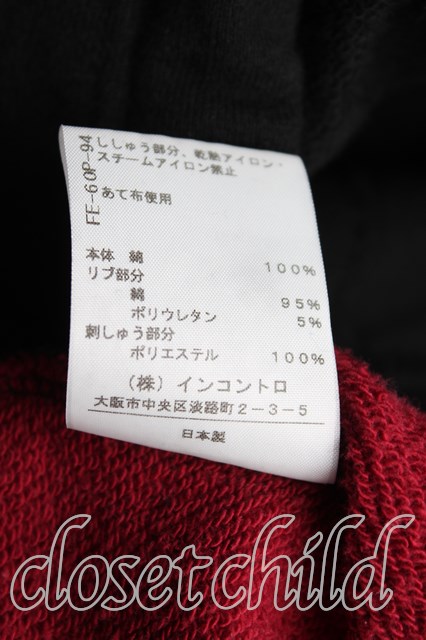 FE-60P-94
ししゅう部分、乾熱アイロン・
スチームアイロン禁止
あて布使用
本体 綿 100%
リブ部分
綿 95%
ポリウレタン 5%
刺しゅう部分
ポリエステル 100%
(株) インコントロ
大阪市中央区淡路町2-3-5
日本製
closetchild